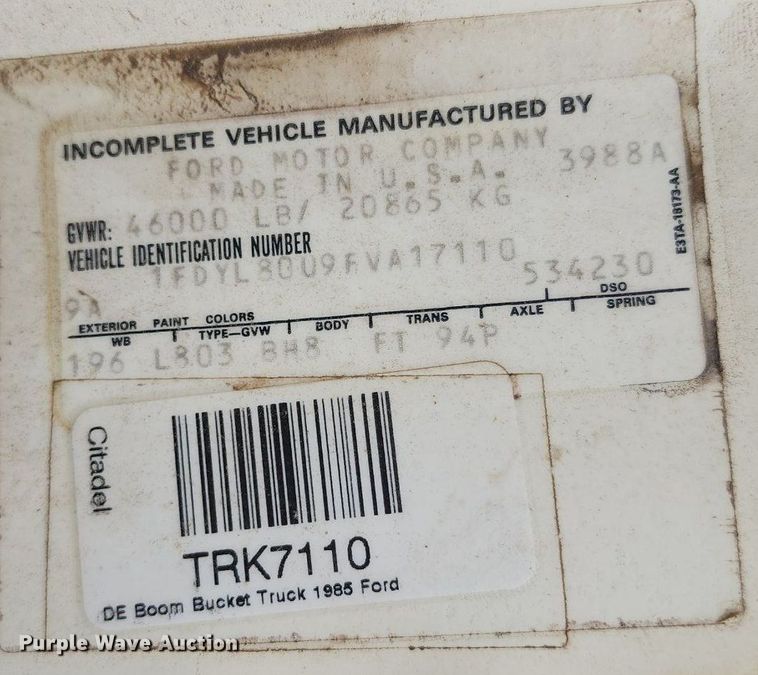 INCOMPLETE VEHICLE MANUFACTURED BY
FORD MOTOR COMPANY
MADE IN U.S.A. 3988A
GVWR: 46000 LB/ 20865 KG
VEHICLE IDENTIFICATION NUMBER
1FDYL80U9FVA17110
9A 534230
EXTERIOR PAINT COLORS DSO
WB TYPE-GVW BODY TRANS AXLE SPRING
196 L803 BH8 FT 94P
E3TA-18173-AA
Citadel
TRK7110
DE Boom Bucket Truck 1985 Ford
Purple Wave Auction